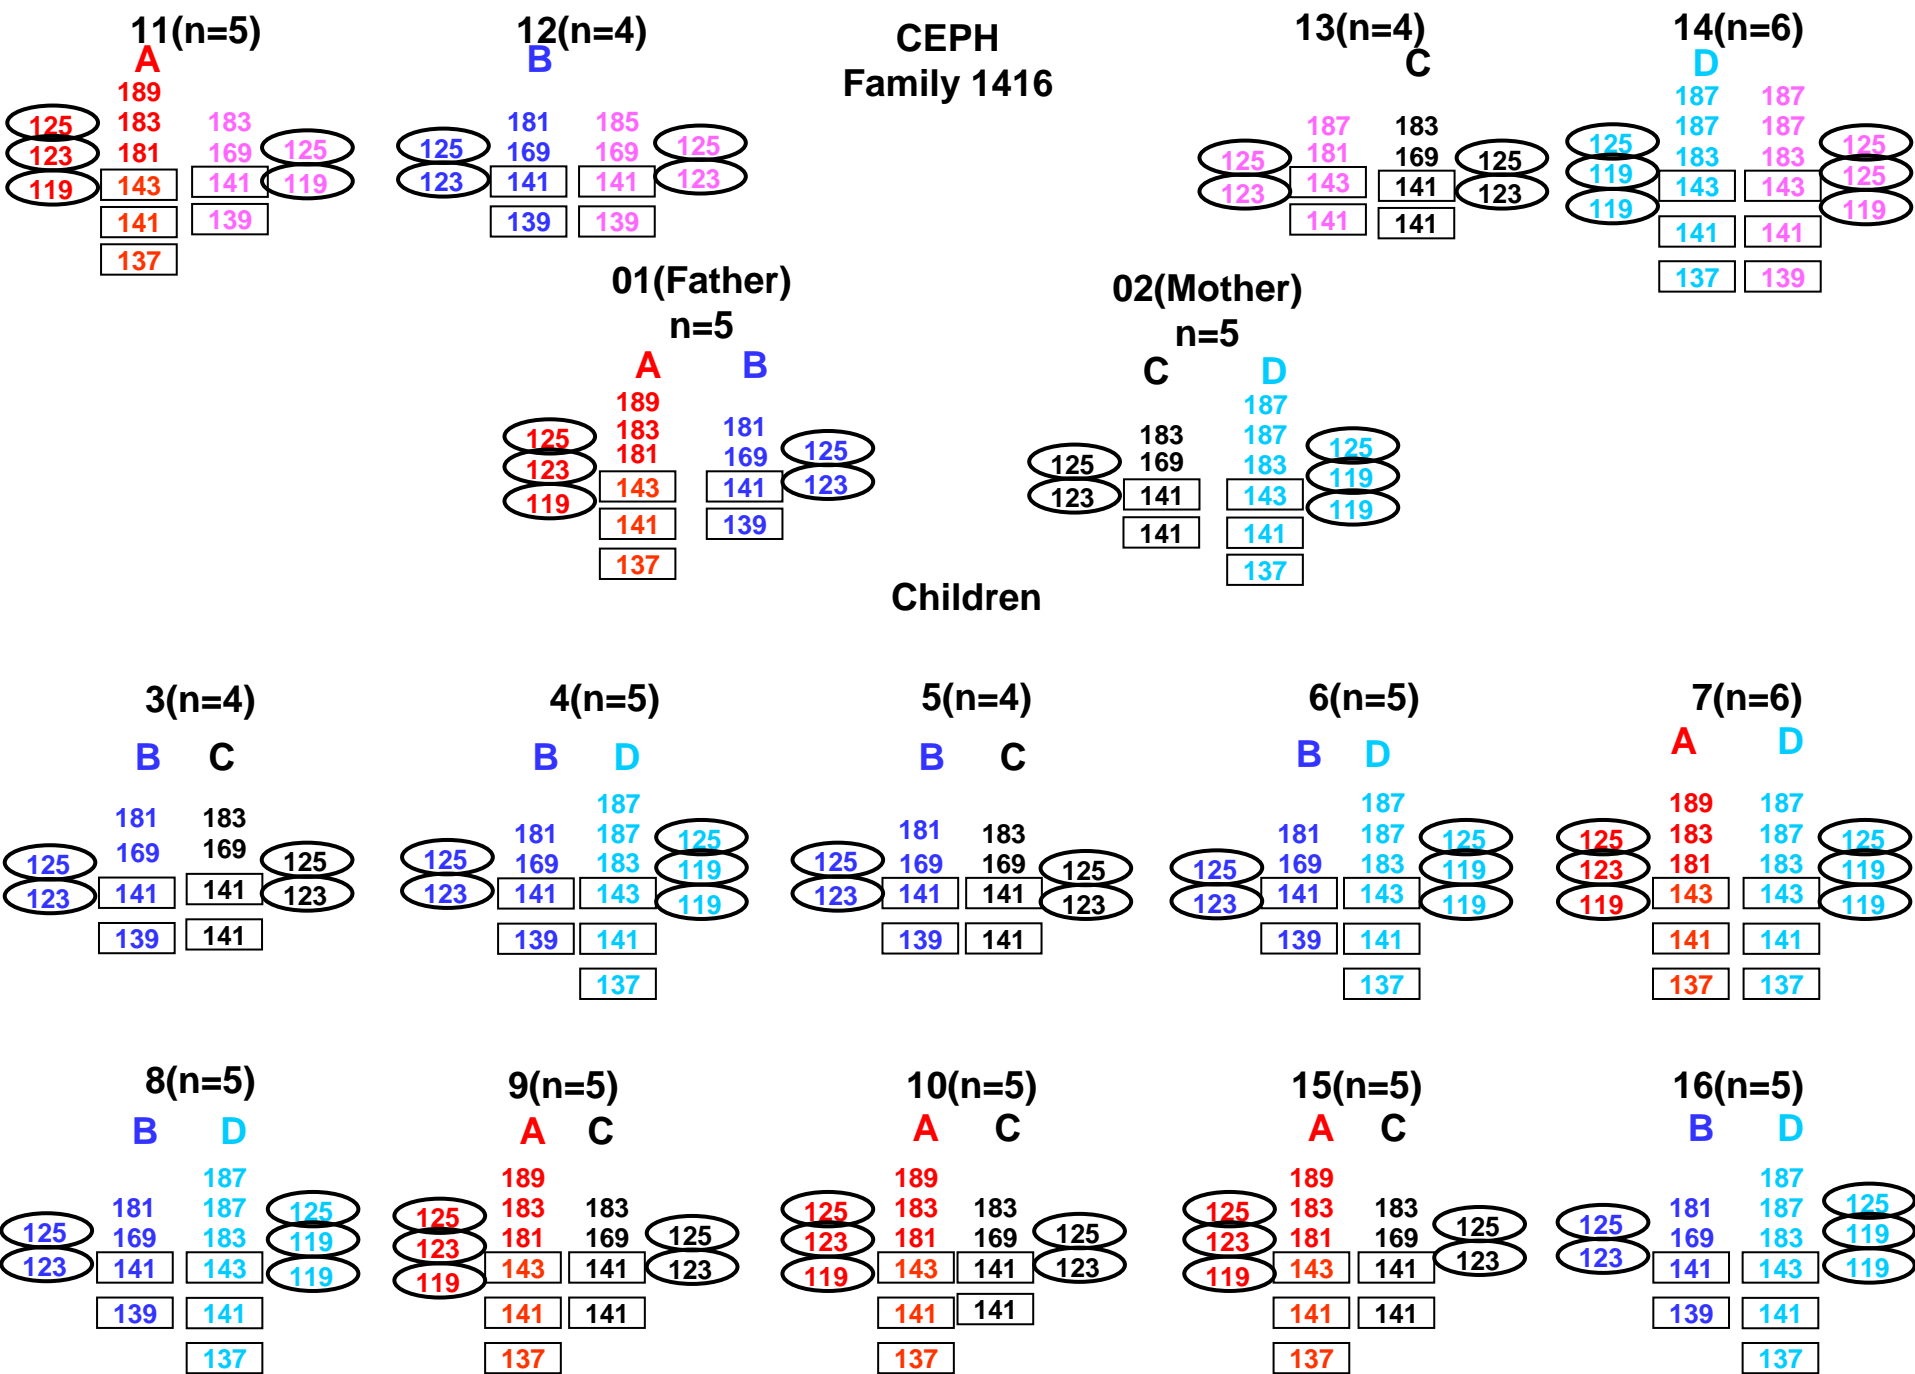 11(n=5)
A
189
125 183 183
123 181 169 125
119 143 141 119
141 139
137
12(n=4)
B
181 185
125 169 169 125
123 141 141 123
139 139
CEPH
Family 1416
13(n=4)
C
187 183
125 181 169 125
123 143 141 123
141 141
14(n=6)
D
187 187
125 187 187 125
119 183 183 125
119 143 143 119
141 141
137 139
01(Father)
n=5
A B
189
125 183 181 125
123 181 169 123
119 143 141
141 139
137
02(Mother)
n=5
C D
187
183 187 125
125 169 183 119
123 141 143 119
141 141
137
Children
3(n=4)
B C
181 183
125 169 169 125
123 141 141 123
139 141
4(n=5)
B D
187
181 187 125
125 169 183 119
123 141 143 119
139 141
137
5(n=4)
B C
181 183
125 169 169 125
123 141 141 123
139 141
6(n=5)
B D
187
181 187 125
125 169 183 119
123 141 143 119
139 141
137
7(n=6)
A D
189 187
125 183 187 125
123 181 183 119
119 143 143 119
141 141
137 137
8(n=5)
B D
187
181 187 125
125 169 183 119
123 141 143 119
139 141
137
9(n=5)
A C
189
125 183 183
123 181 169 125
119 143 141 123
141 141
137
10(n=5)
A C
189
125 183 183
123 181 169 125
119 143 141 123
141 141
137
15(n=5)
A C
189
125 183 183
123 181 169 125
119 143 141 123
141 141
137
16(n=5)
B D
187
125 181 187 125
123 169 183 119
141 143 119
139 141
137